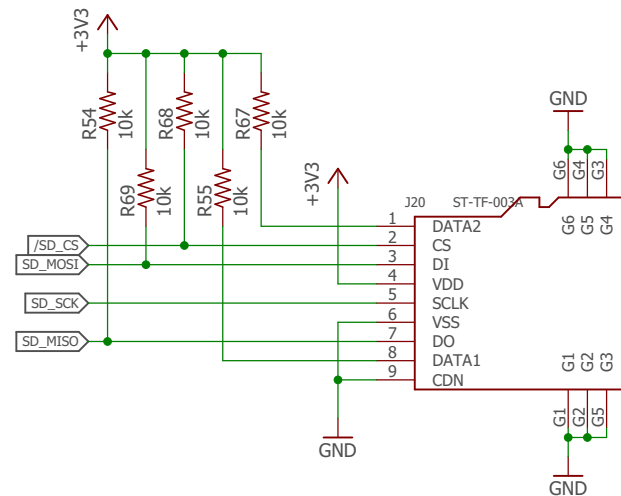 +3V3
R54
10k
R69
10k
R68
10k
R55
10k
R67
10k
+3V3
/SD_CS
SD_MOSI
SD_SCK
SD_MISO
J20
ST-TF-003A
1 DATA2
2 CS
3 DI
4 VDD
5 SCLK
6 VSS
7 DO
8 DATA1
9 CDN
GND
GND
G6 G4 G3
G6 G5 G4
G1 G2 G3
G1 G2 G5
GND